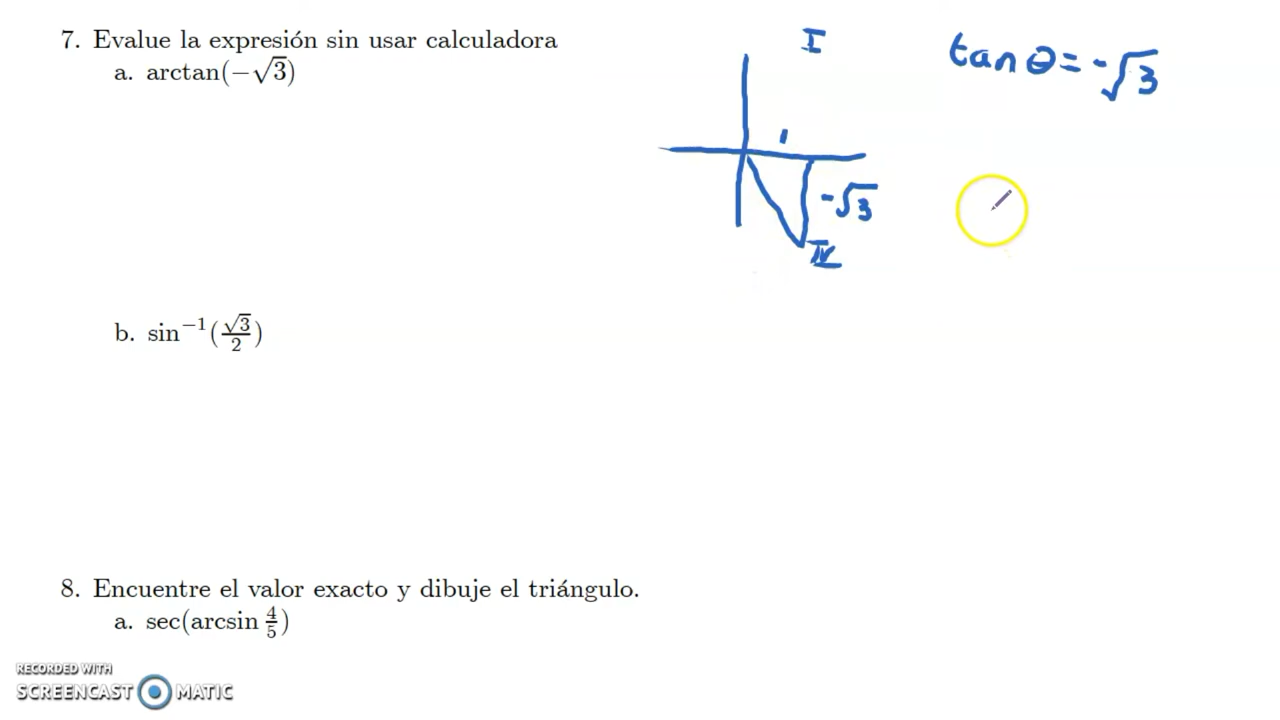 7. Evalue la expresión sin usar calculadora
a. arctan(−√3)
I
tan θ = -√3
1
-√3
IV
b. sin⁻¹(√3/2)
8. Encuentre el valor exacto y dibuje el triángulo.
a. sec(arcsin 4/5)
RECORDED WITH
SCREENCAST MATIC